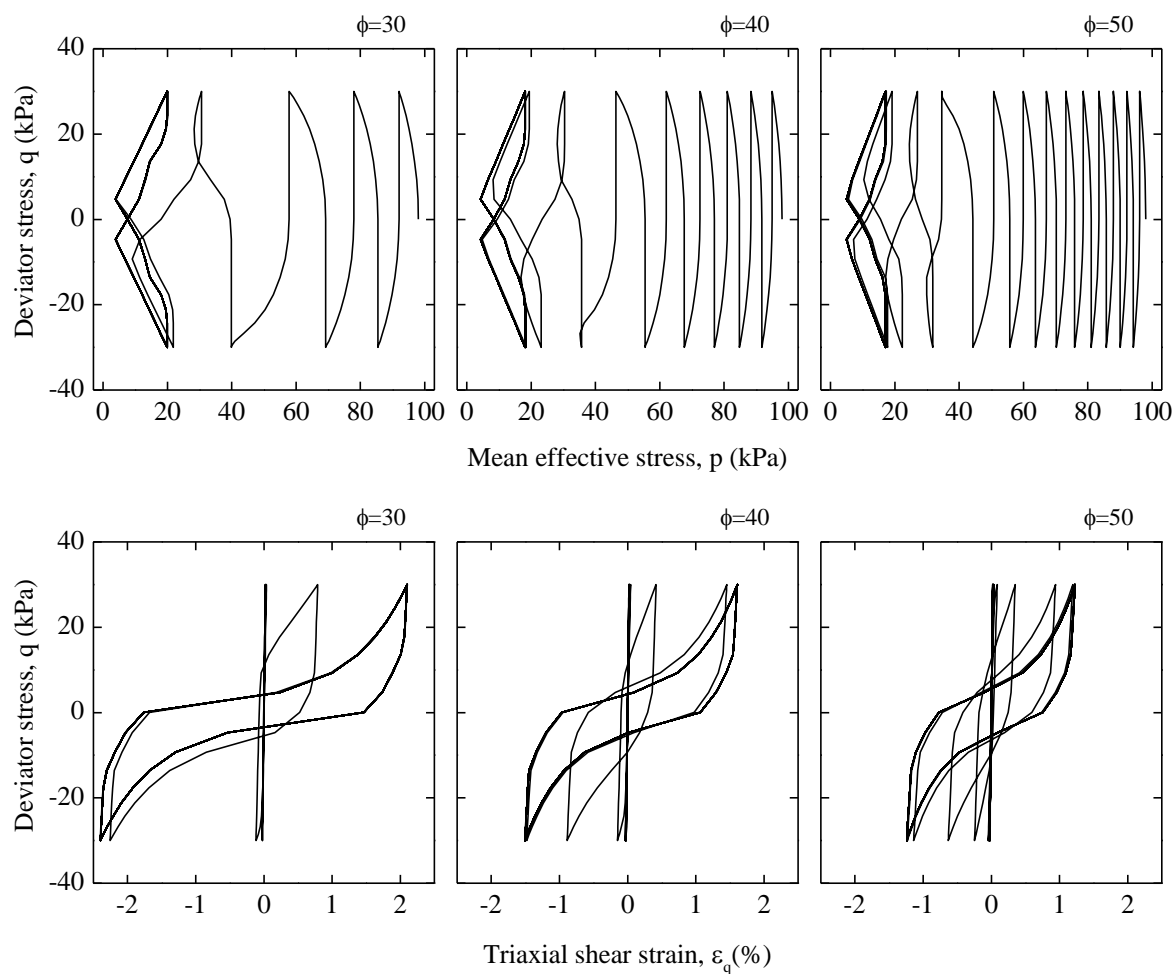 ϕ=30 ϕ=40 ϕ=50
40
20
0
-20
-40
Deviator stress, q (kPa)
0 20 40 60 80 100 0 20 40 60 80 100 0 20 40 60 80 100
Mean effective stress, p (kPa)
ϕ=30 ϕ=40 ϕ=50
40
20
0
-20
-40
Deviator stress, q (kPa)
-2 -1 0 1 2 -2 -1 0 1 2 -2 -1 0 1 2
Triaxial shear strain, εq(%)